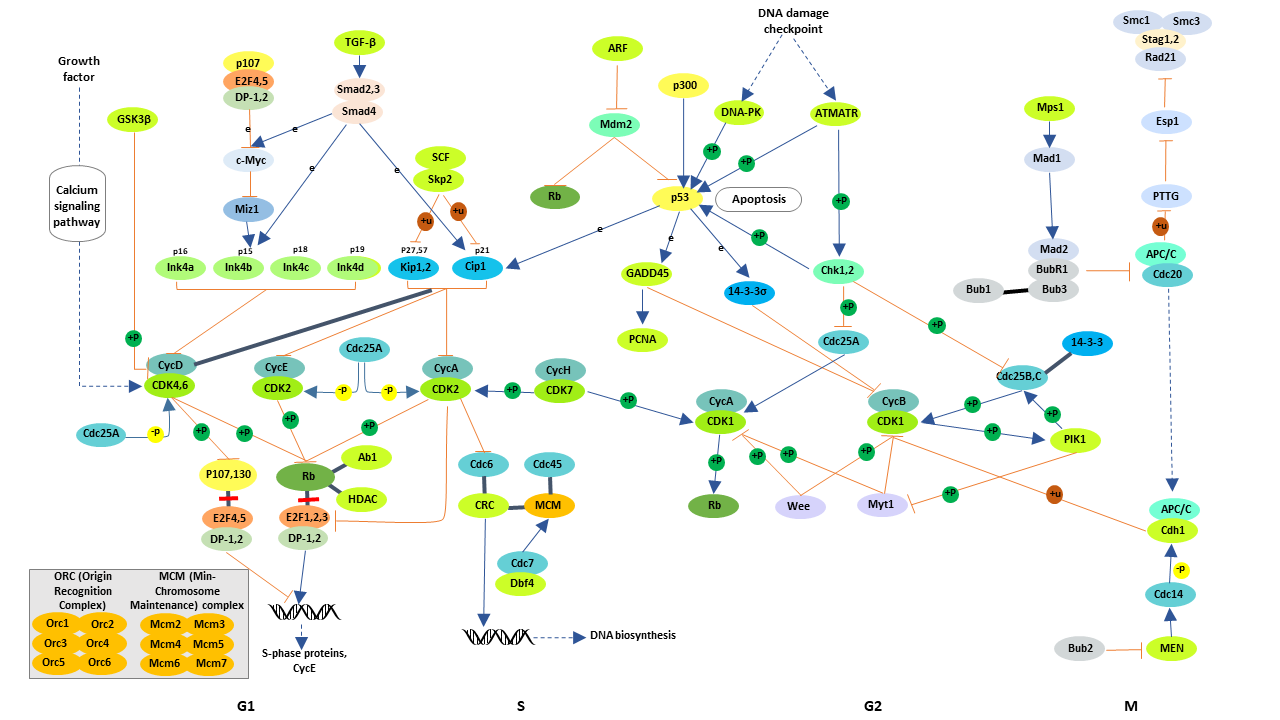 DNA damage
checkpoint
Smc1
Smc3
Stag1,2
Rad21
TGF-β
ARF
Growth
factor
p107
E2F4,5
DP-1,2
Smad2,3
Smad4
p300
DNA-PK
ATMATR
Mps1
GSK3β
Mdm2
Esp1
e
e
c-Myc
SCF
Skp2
+P
+P
Mad1
Calcium
signaling
pathway
e
e
Miz1
+u
+u
Rb
p53
Apoptosis
+P
PTTG
+u
p16
p15
p18
p19
P27,57
p21
e
e
e
+P
Mad2
APC/C
Ink4a
Ink4b
Ink4c
Ink4d
Kip1,2
Cip1
GADD45
Chk1,2
BubR1
Cdc20
14-3-3σ
Bub1
Bub3
+P
+P
+P
PCNA
Cdc25A
Cdc25A
14-3-3
CycD
CDK4,6
CycE
CDK2
CycA
CDK2
CycH
CDK7
Cdc25B,C
-P
-P
+P
+P
CycA
CDK1
CycB
CDK1
+P
+P
+P
PIK1
Cdc25A
-P
+P
+P
+P
+P
+P
+P
+P
+P
P107,130
Rb
Ab1
HDAC
Cdc6
Cdc45
+P
+u
CRC
MCM
Rb
Wee
Myt1
E2F4,5
DP-1,2
E2F1,2,3
DP-1,2
APC/C
Cdh1
Cdc7
Dbf4
-P
Cdc14
ORC (Origin
Recognition
Complex)
MCM (Min-
Chromosome
Maintenance) complex
Orc1
Orc2
Mcm2
Mcm3
Orc3
Orc4
Mcm4
Mcm5
Orc5
Orc6
Mcm6
Mcm7
S-phase proteins,
CycE
DNA biosynthesis
Bub2
MEN
G1
S
G2
M